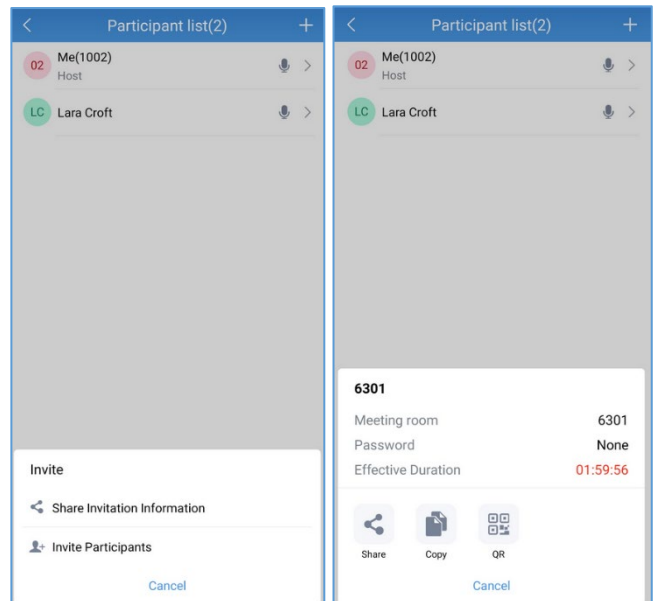 Participant list(2)
02
Me(1002)
Host
LC
Lara Croft
Invite
Share Invitation Information
Invite Participants
Cancel
Participant list(2)
02
Me(1002)
Host
LC
Lara Croft
6301
Meeting room 6301
Password None
Effective Duration 01:59:56
Share Copy QR
Cancel